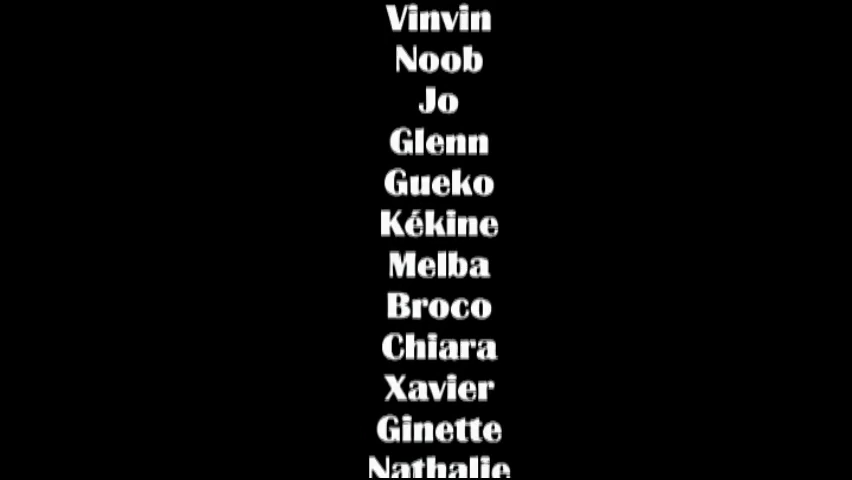 Vinvin
Noob
Jo
Glenn
Gueko
Kékine
Melba
Broco
Chiara
Xavier
Ginette
Nathalie